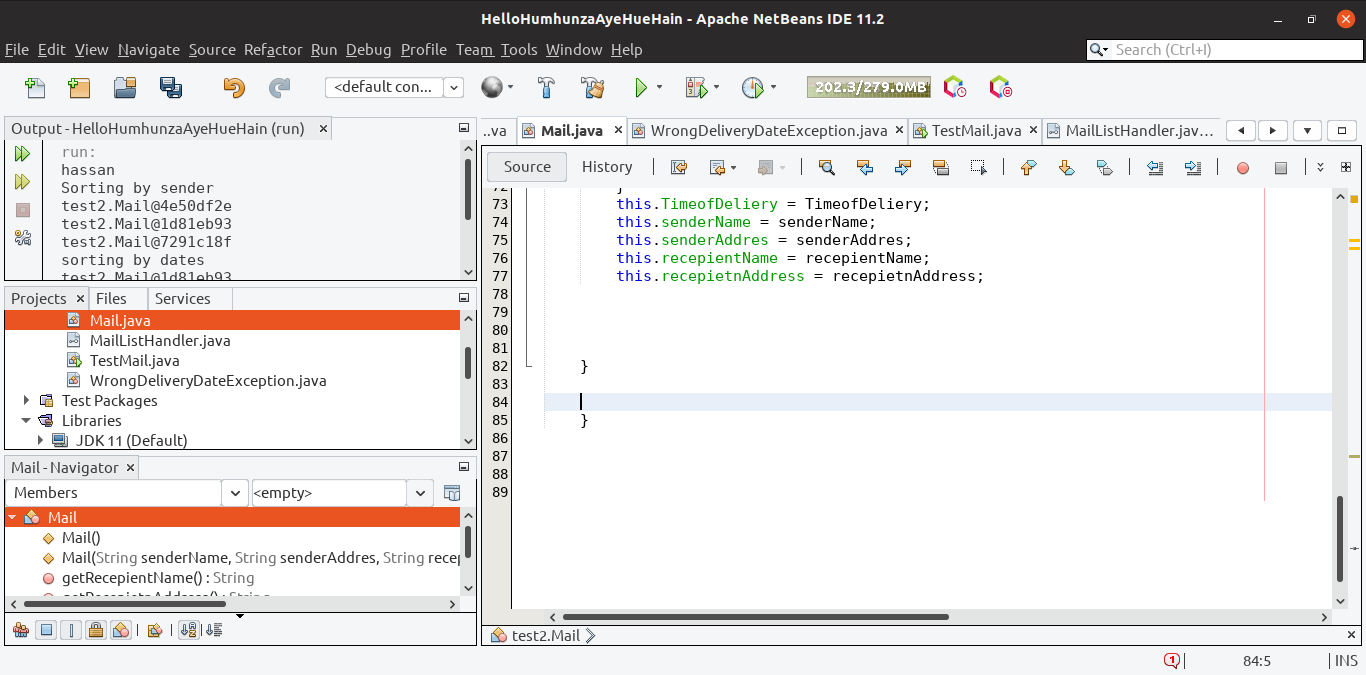 HelloHumhunzaAyeHueHain - Apache NetBeans IDE 11.2
File Edit View Navigate Source Refactor Run Debug Profile Team Tools Window Help
Search (Ctrl+I)
<default con...
202.3/279.0MB
Output - HelloHumhunzaAyeHueHain (run)
run:
hassan
Sorting by sender
test2.Mail@4e50df2e
test2.Mail@1d81eb93
test2.Mail@7291c18f
sorting by dates
test2.Mail@1d81eb93
Projects Files Services
Mail.java
MailListHandler.java
TestMail.java
WrongDeliveryDateException.java
Test Packages
Libraries
JDK 11 (Default)
Mail - Navigator
Members
<empty>
Mail
Mail()
Mail(String senderName, String senderAddres, String recep
getRecepientName() : String
getRecepietnAddress() : String
..va Mail.java WrongDeliveryDateException.java TestMail.java MailListHandler.jav...
Source History
72 }
73 this.TimeofDeliery = TimeofDeliery;
74 this.senderName = senderName;
75 this.senderAddres = senderAddres;
76 this.recepientName = recepientName;
77 this.recepietnAddress = recepietnAddress;
78
79
80
81
82 }
83
84
85 }
86
87
88
89
test2.Mail
1
84:5
INS